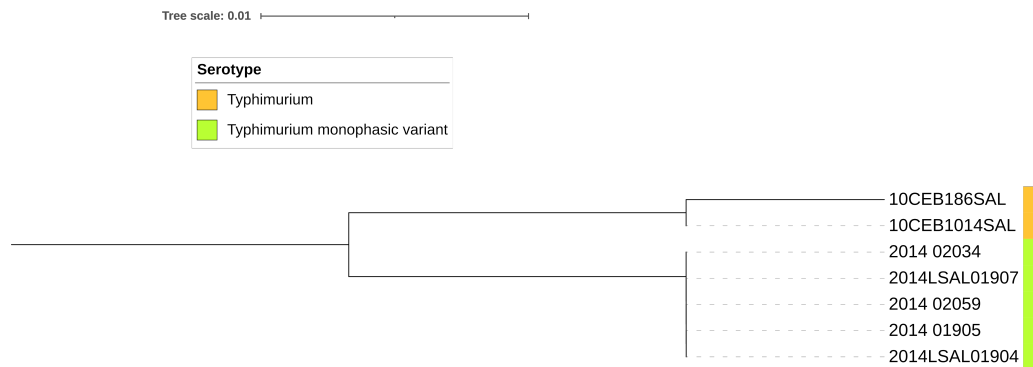 Tree scale: 0.01
Serotype
Typhimurium
Typhimurium monophasic variant
10CEB186SAL
10CEB1014SAL
2014 02034
2014LSAL01907
2014 02059
2014 01905
2014LSAL01904